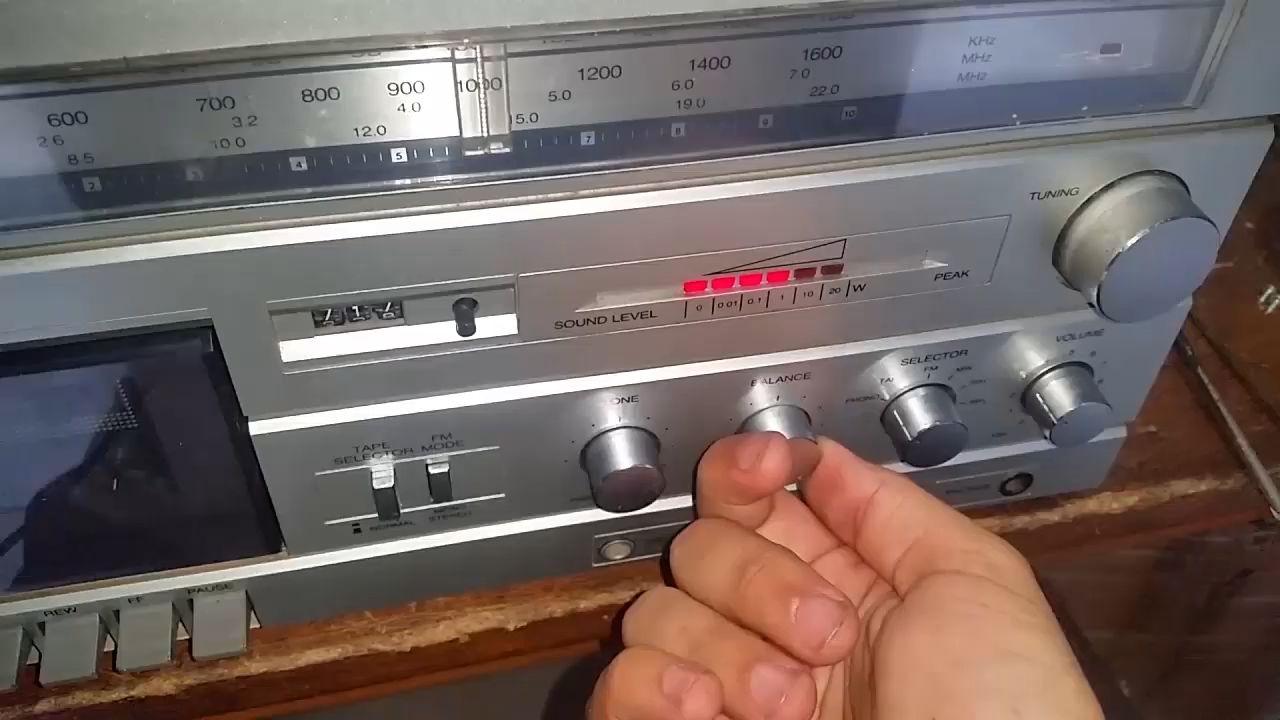 600 700 800 900 1000 1200 1400 1600 KHz
2.6 3.2 4.0 5.0 6.0 7.0 MHz
8.5 10.0 12.0 15.0 19.0 22.0 MHz
2 3 4 5 7 8 9 10
TUNING
SOUND LEVEL
0 0.01 0.1 1 10 20 W
PEAK
TAPE SELECTOR
FM MODE
BALANCE
SELECTOR
VOLUME
PHONO FM MW
NORMAL
STEREO
REW FF PAUSE